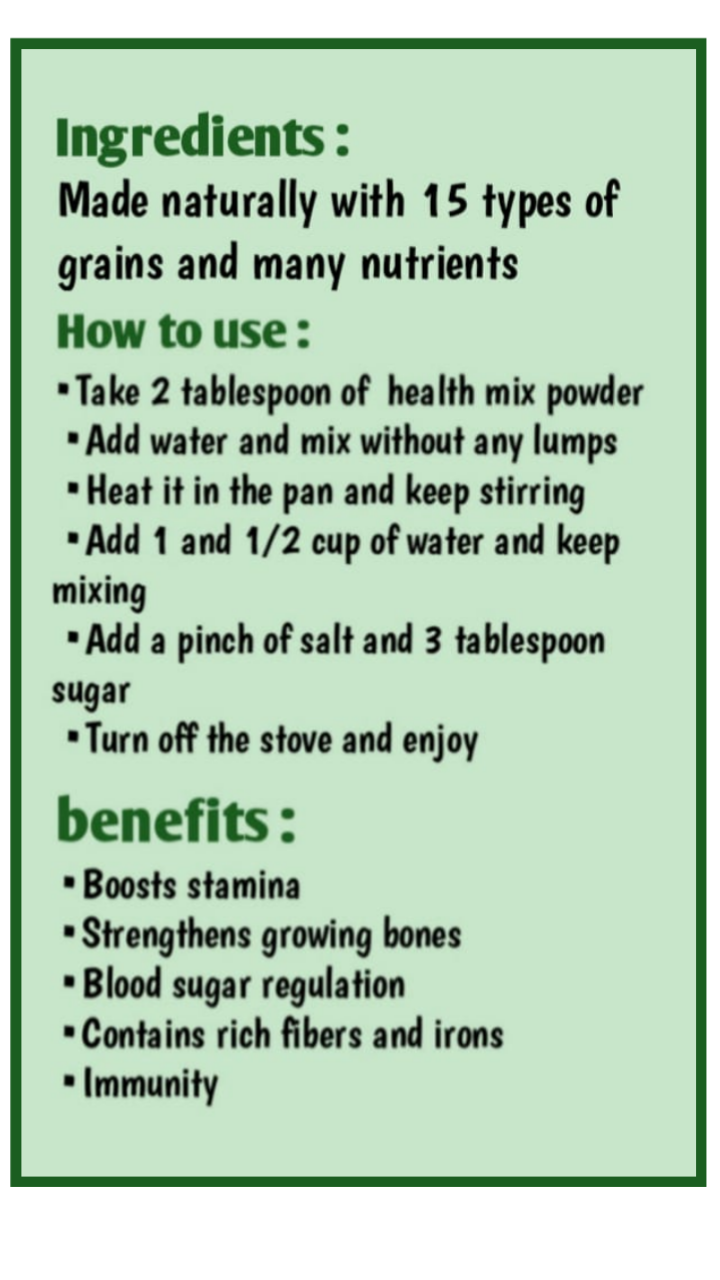 Ingredients :
Made naturally with 15 types of
grains and many nutrients
How to use :
▪Take 2 tablespoon of health mix powder
▪Add water and mix without any lumps
▪Heat it in the pan and keep stirring
▪Add 1 and 1/2 cup of water and keep
mixing
▪Add a pinch of salt and 3 tablespoon
sugar
▪Turn off the stove and enjoy
benefits :
▪Boosts stamina
▪Strengthens growing bones
▪Blood sugar regulation
▪Contains rich fibers and irons
▪Immunity